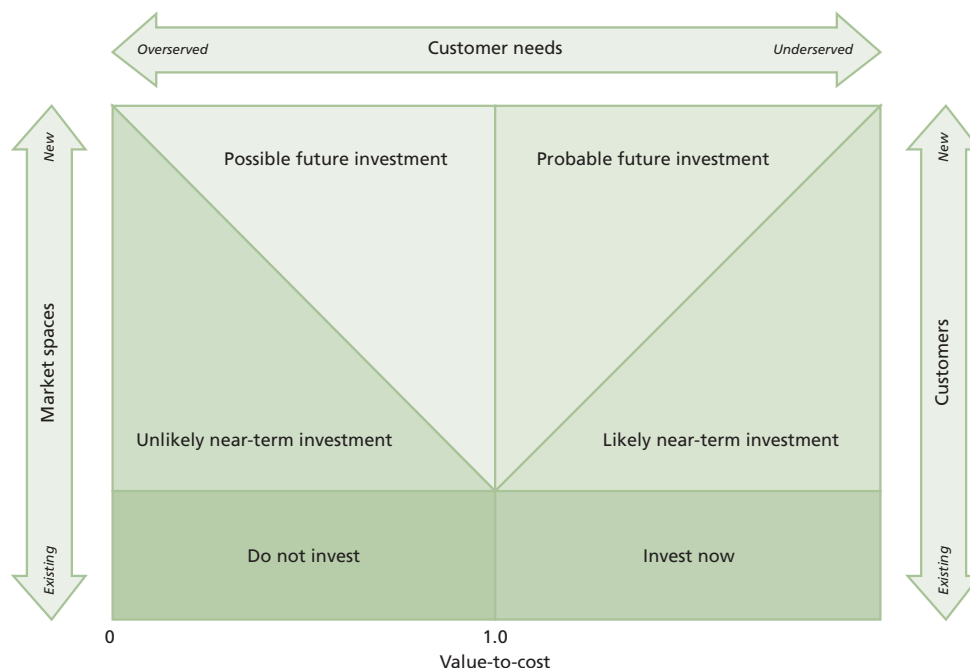 Overserved
Customer needs
Underserved
New
New
Possible future investment
Probable future investment
Market spaces
Customers
Unlikely near-term investment
Likely near-term investment
Existing
Do not invest
Invest now
Existing
0
1.0
Value-to-cost